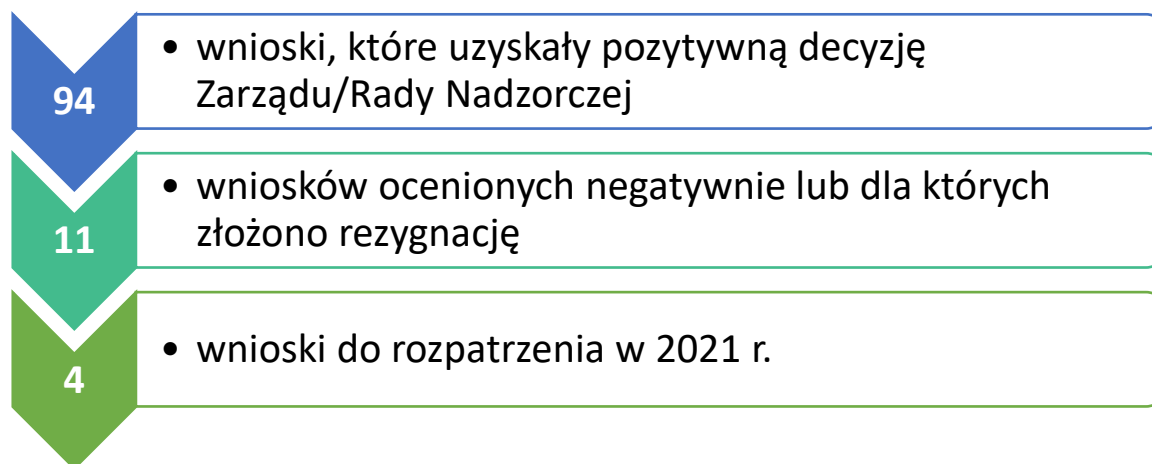 94
• wnioski, które uzyskały pozytywną decyzję
Zarządu/Rady Nadzorczej
11
• wniosków ocenionych negatywnie lub dla których
złożono rezygnację
4
• wnioski do rozpatrzenia w 2021 r.